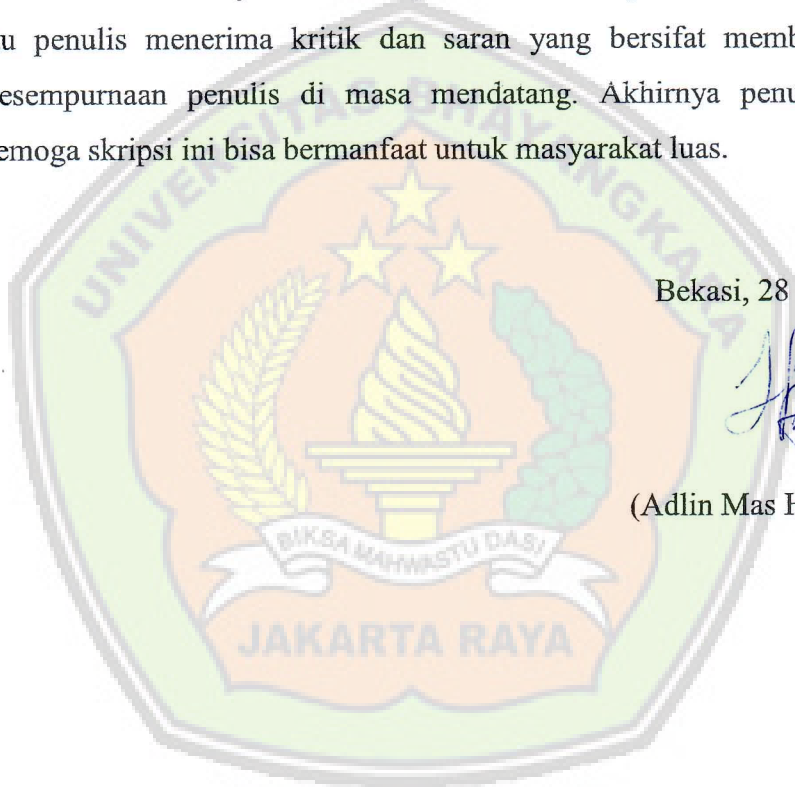 u penulis menerima kritik dan saran yang bersifat memb
esempurnaan penulis di masa mendatang. Akhirnya penu
emoga skripsi ini bisa bermanfaat untuk masyarakat luas.
UNIVERSITAS BHAYANGKARA
Bekasi, 28
(Adlin Mas
BIKSA MAHWASTU DASI
JAKARTA RAYA